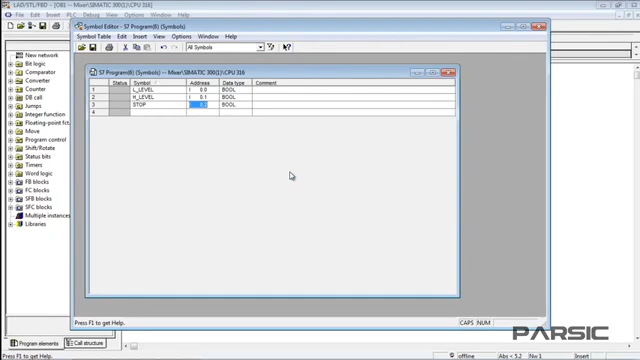 LAD/STL/FBD - [OB1 -- Mixer\SIMATIC 300(1)\CPU 316]
File Edit Insert PLC Debug View Options Window Help
Symbol Editor - S7 Program(6) (Symbols)
Symbol Table Edit Insert View Options Window Help
All Symbols
S7 Program(6) (Symbols) -- Mixer\SIMATIC 300(1)\CPU 316
Status Symbol Address Data type Comment
1 L_LEVEL I 0.0 BOOL
2 H_LEVEL I 0.1 BOOL
3 STOP BOOL
4
New network
Bit logic
Comparator
Converter
Counter
DB call
Jumps
Integer function
Floating-point fct.
Move
Program control
Shift/Rotate
Status bits
Timers
Word logic
FB blocks
FC blocks
SFB blocks
SFC blocks
Multiple instances
Libraries
Press F1 to get Help.
CAPS NUM
PARSIC
Program elements Call structure
Press F1 to get Help.
offline Abs < 5.2 Nw 1 Insert